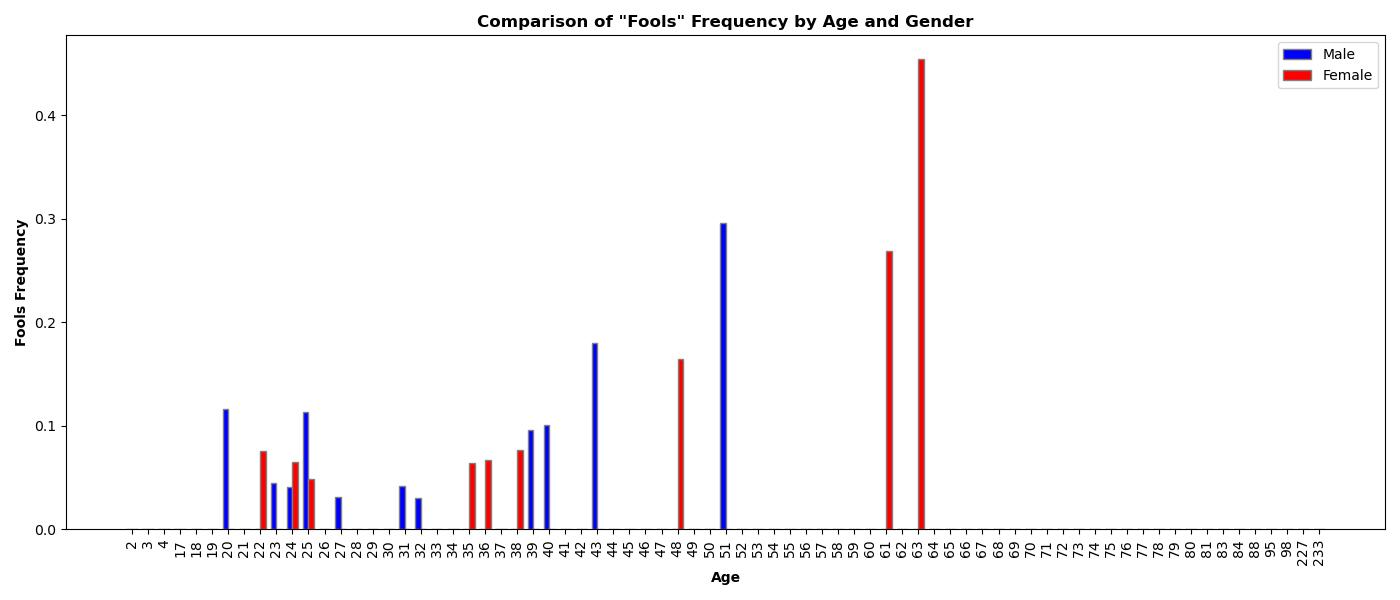 Comparison of "Fools" Frequency by Age and Gender
Male
Female
Fools Frequency
0.4
0.3
0.2
0.1
0.0
2 3 4 17 18 19 20 21 22 23 24 25 26 27 28 29 30 31 32 33 34 35 36 37 38 39 40 41 42 43 44 45 46 47 48 49 50 51 52 53 54 55 56 57 58 59 60 61 62 63 64 65 66 67 68 69 70 71 72 73 74 75 76 77 78 79 80 81 83 84 88 95 98 227 233
Age